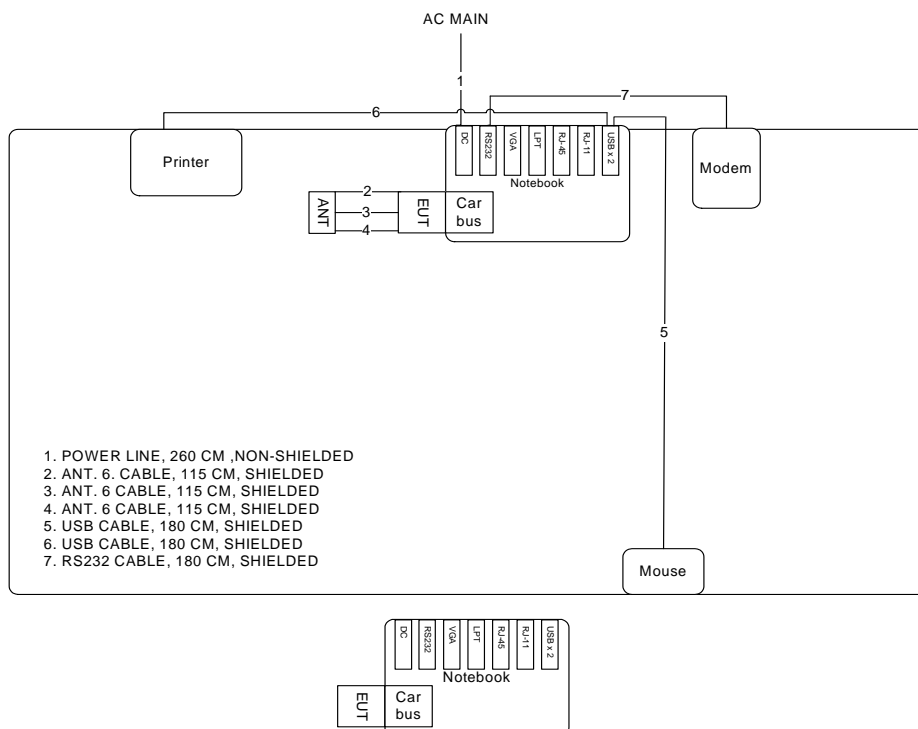 AC MAIN
1
6
7
DC
RS232
VGA
LPT
RJ-45
RJ-11
USB x 2
Printer
Notebook
Modem
ANT
2
3
4
EUT
Car
bus
5
1. POWER LINE, 260 CM ,NON-SHIELDED
2. ANT. 6. CABLE, 115 CM, SHIELDED
3. ANT. 6 CABLE, 115 CM, SHIELDED
4. ANT. 6 CABLE, 115 CM, SHIELDED
5. USB CABLE, 180 CM, SHIELDED
6. USB CABLE, 180 CM, SHIELDED
7. RS232 CABLE, 180 CM, SHIELDED
Mouse
DC
RS232
VGA
LPT
RJ-45
RJ-11
USB x 2
Notebook
EUT
Car
bus